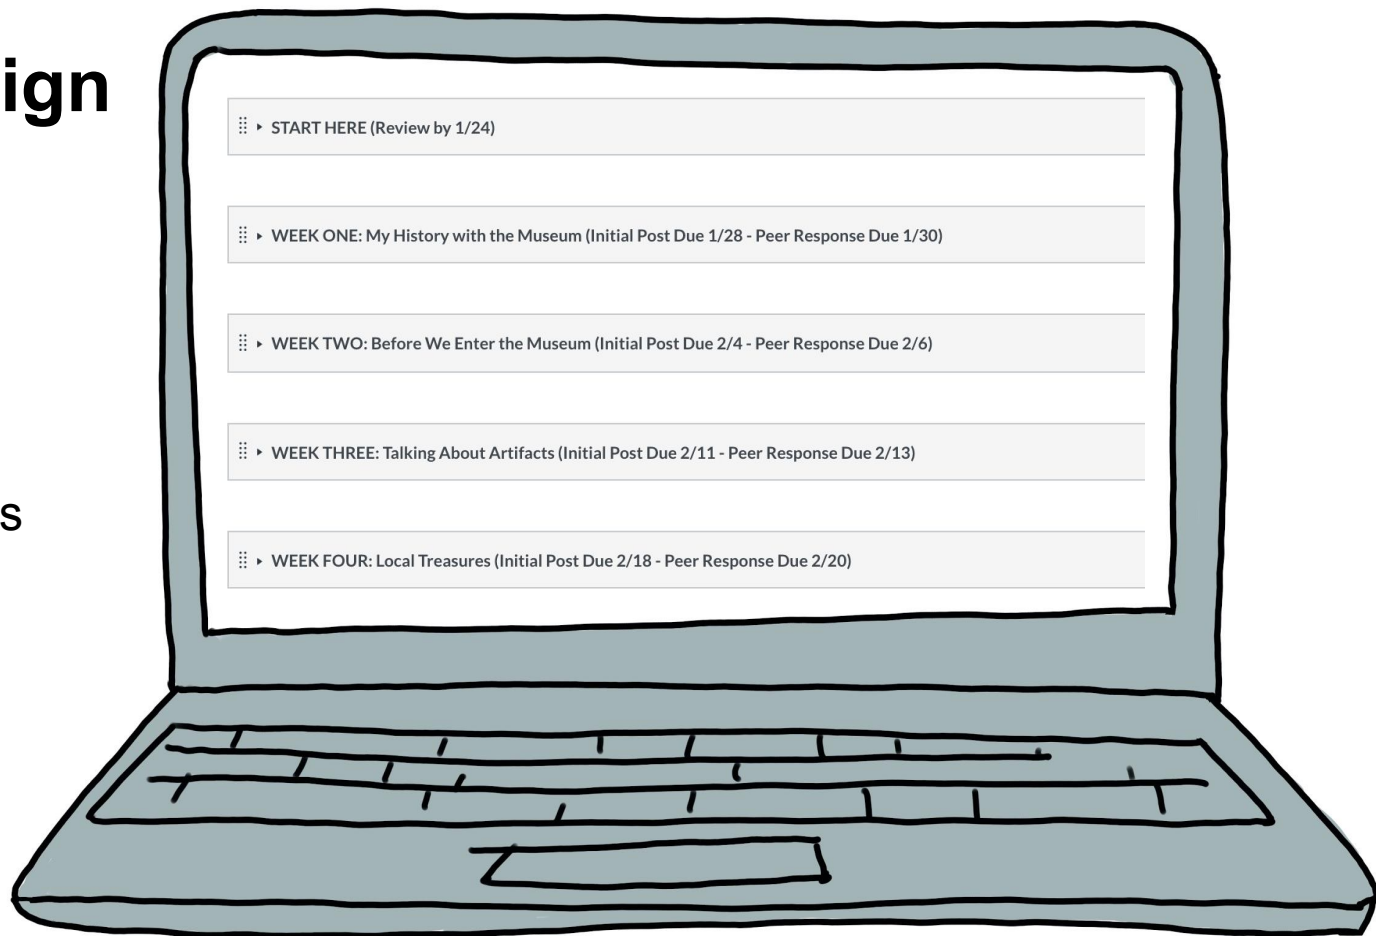 ign
START HERE (Review by 1/24)
WEEK ONE: My History with the Museum (Initial Post Due 1/28 - Peer Response Due 1/30)
WEEK TWO: Before We Enter the Museum (Initial Post Due 2/4 - Peer Response Due 2/6)
WEEK THREE: Talking About Artifacts (Initial Post Due 2/11 - Peer Response Due 2/13)
s
WEEK FOUR: Local Treasures (Initial Post Due 2/18 - Peer Response Due 2/20)